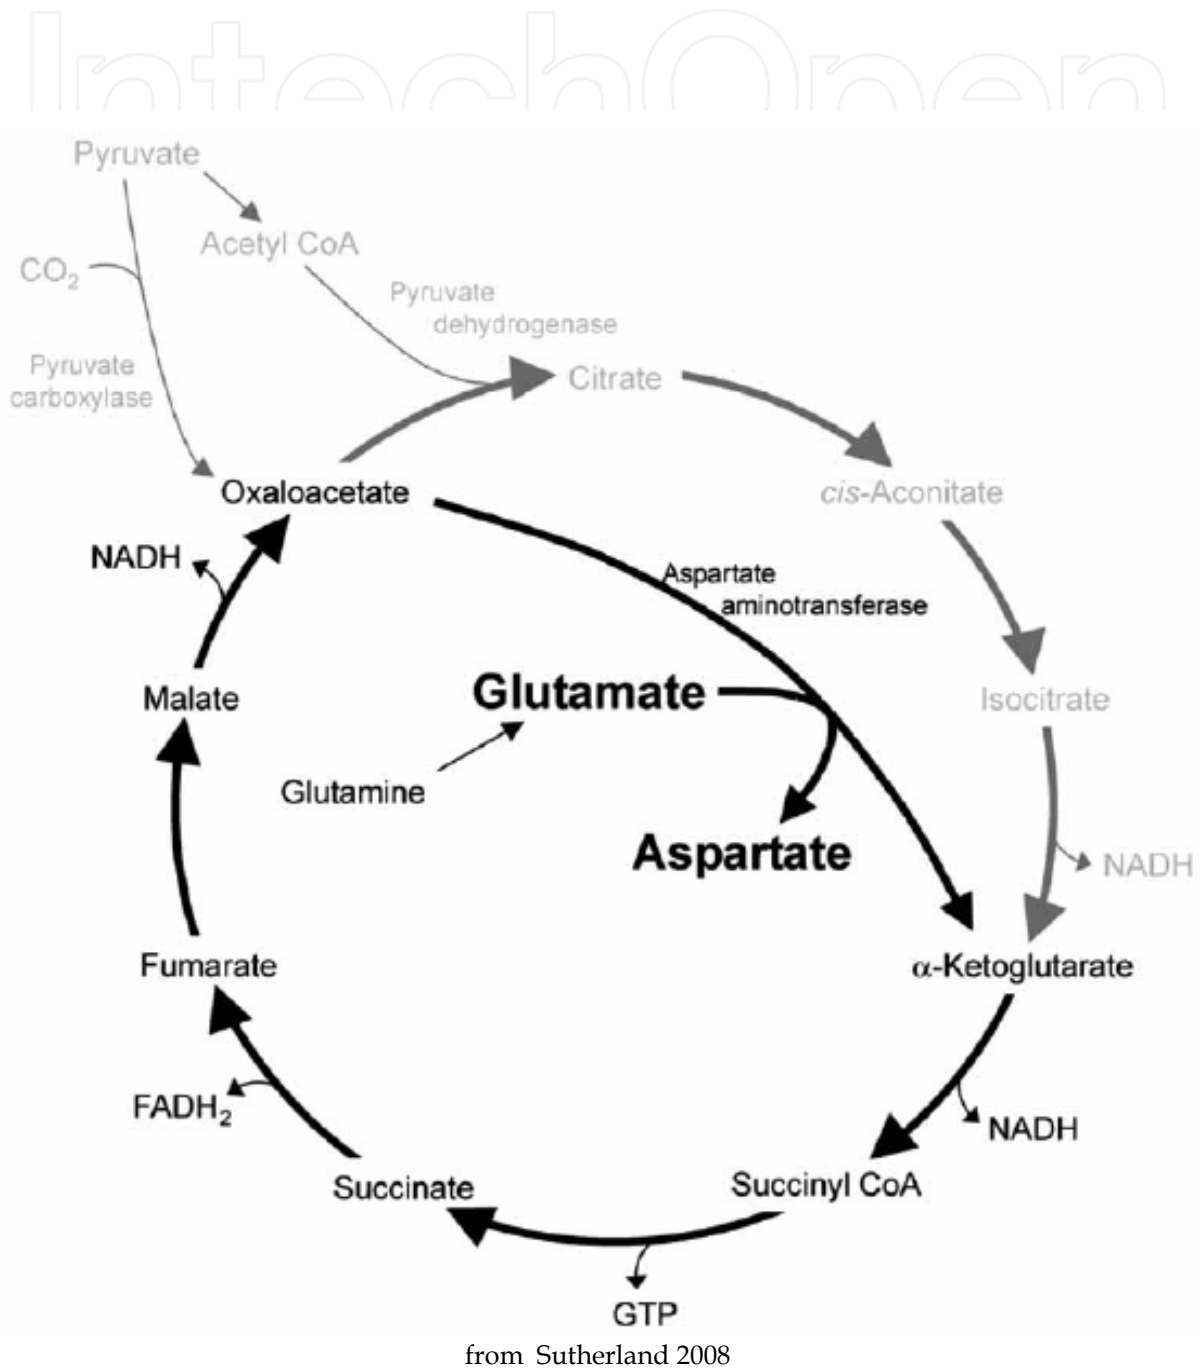 IntechOpen
Pyruvate
Acetyl CoA
CO₂
Pyruvate
dehydrogenase
Pyruvate
carboxylase
Citrate
Oxaloacetate
cis-Aconitate
NADH
Aspartate
aminotransferase
Glutamate
Malate
Isocitrate
Glutamine
Aspartate
NADH
Fumarate
α-Ketoglutarate
FADH₂
NADH
Succinate
Succinyl CoA
GTP
from Sutherland 2008